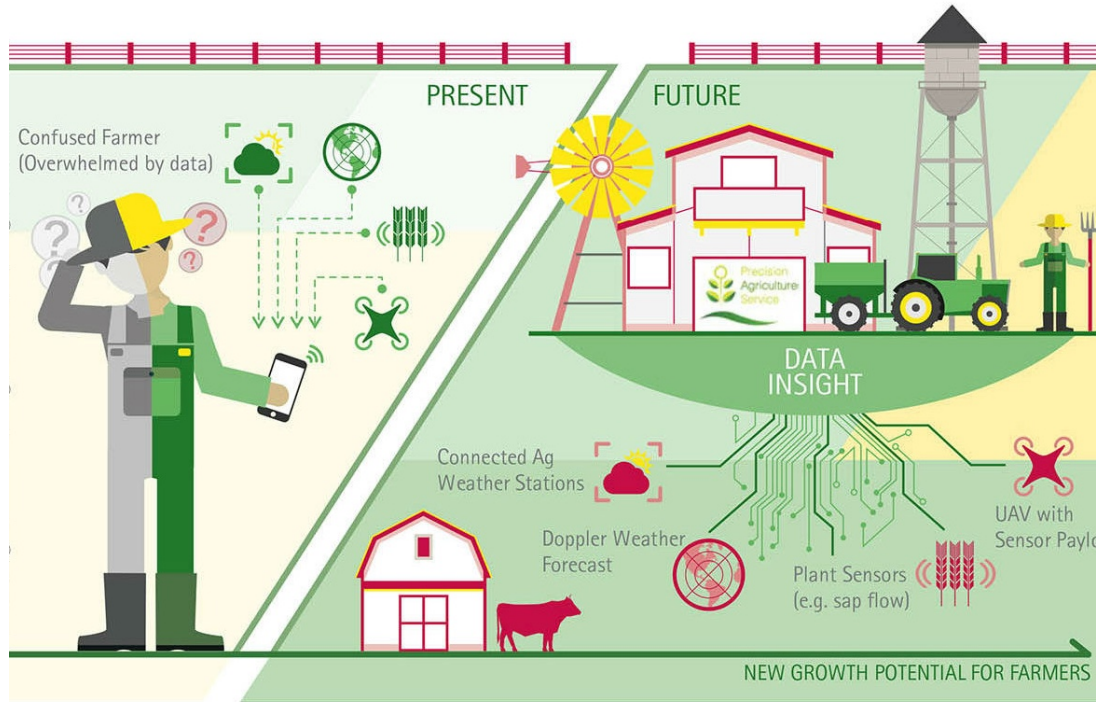 PRESENT
FUTURE
Confused Farmer
(Overwhelmed by data)
?
?
?
?
?
Precision
Agriculture
Service
DATA
INSIGHT
Connected Ag
Weather Stations
Doppler Weather
Forecast
Plant Sensors
(e.g. sap flow)
UAV with
Sensor Paylo
NEW GROWTH POTENTIAL FOR FARMERS